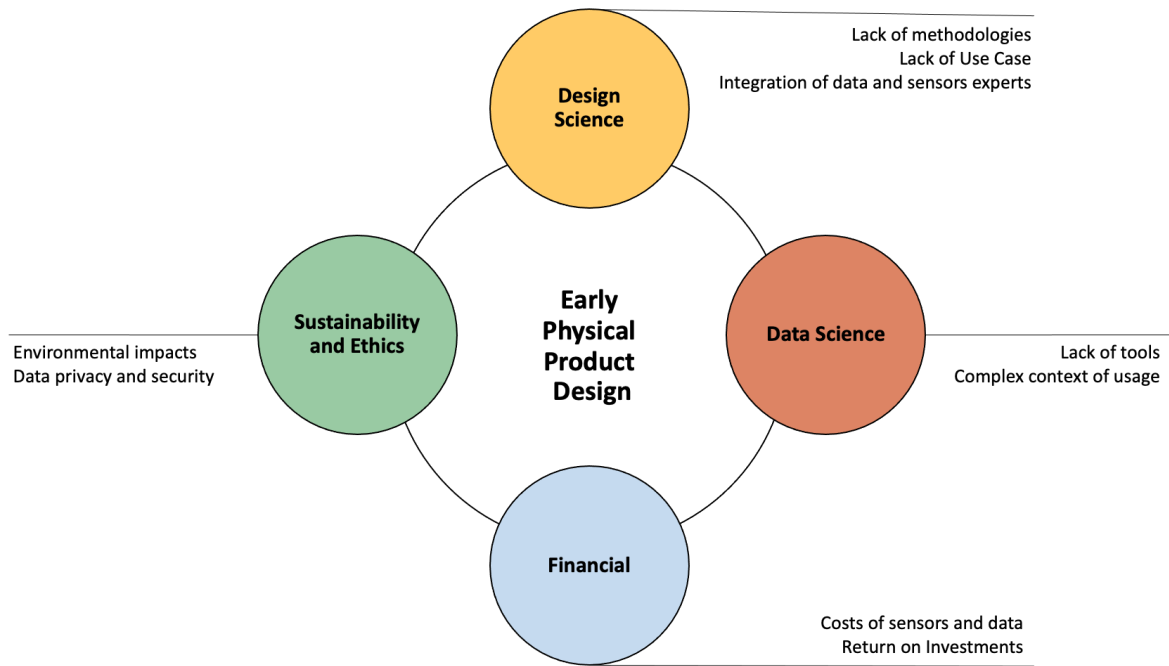 Lack of methodologies
Lack of Use Case
Integration of data and sensors experts
Design
Science
Sustainability
and Ethics
Environmental impacts
Data privacy and security
Early
Physical
Product
Design
Data Science
Lack of tools
Complex context of usage
Financial
Costs of sensors and data
Return on Investments